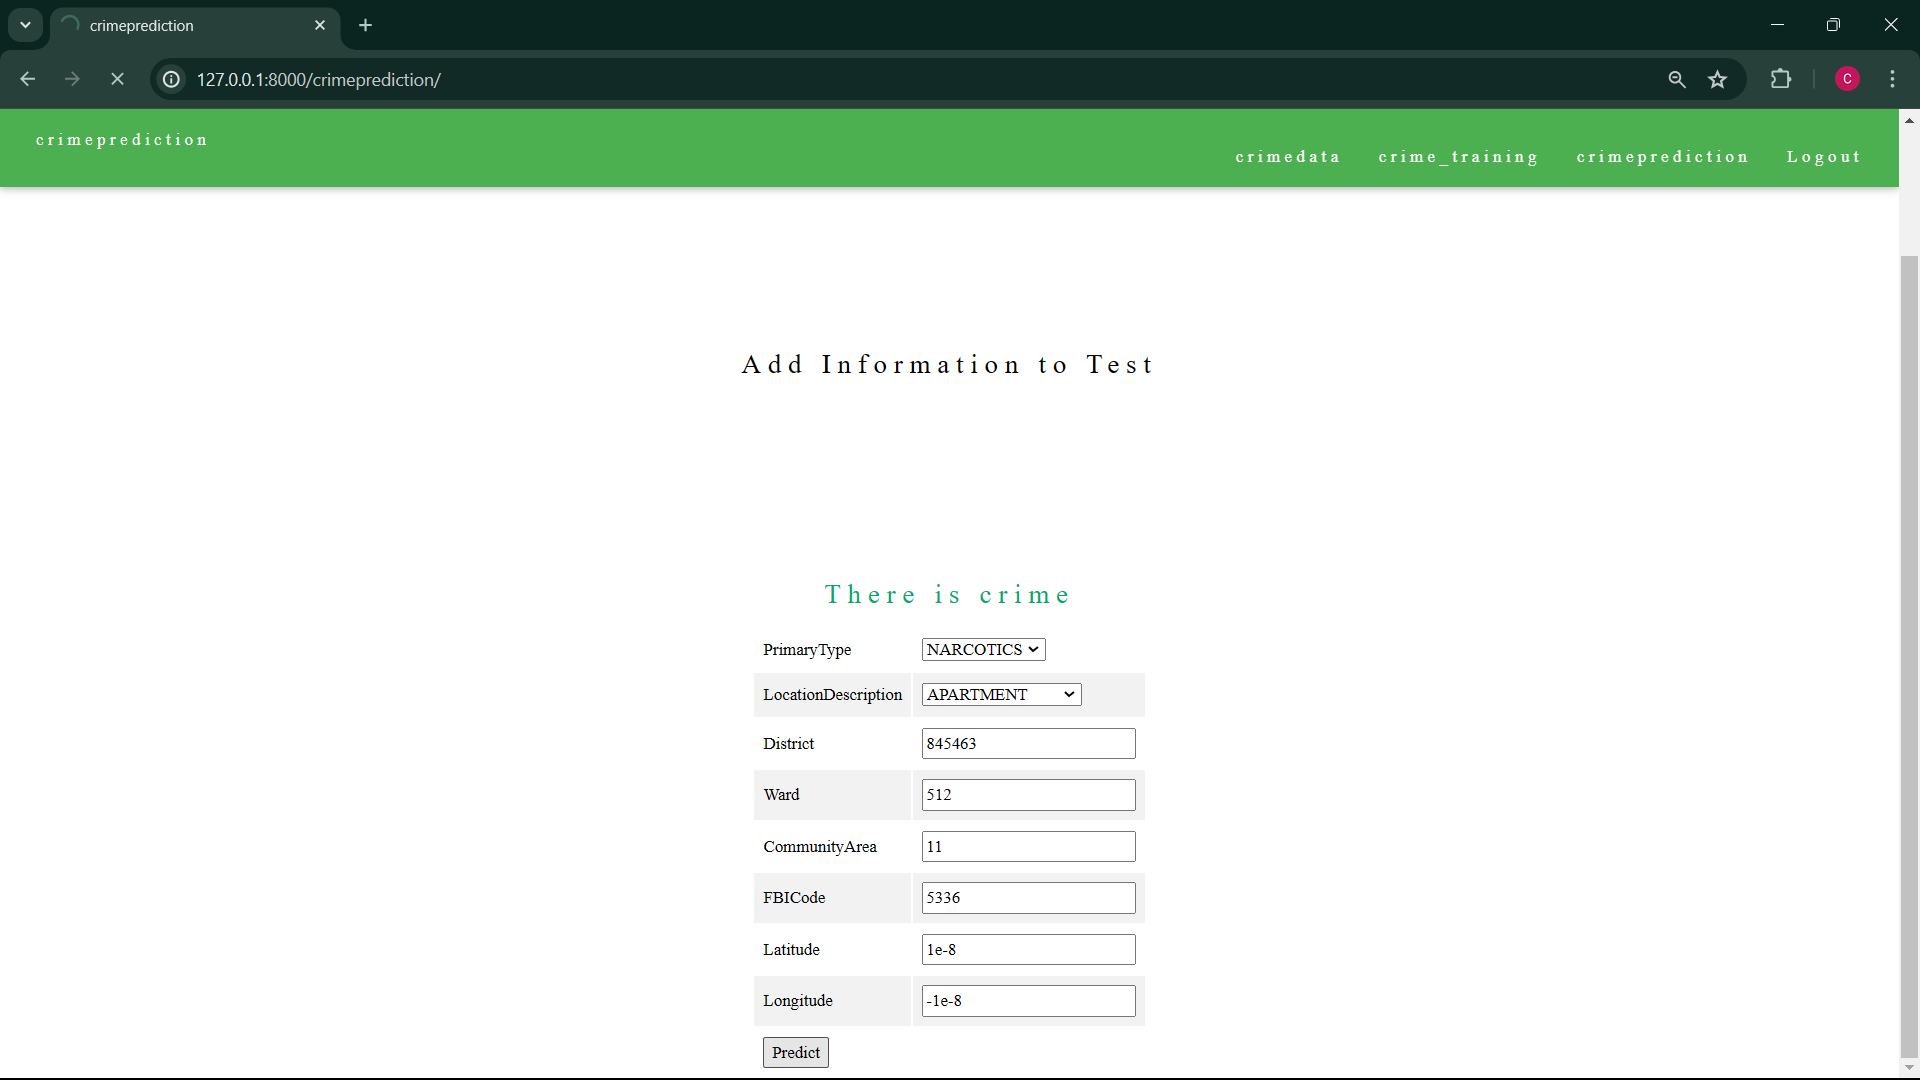 crimeprediction
127.0.0.1:8000/crimeprediction/
C
crimeprediction
crimedata crime_training crimeprediction Logout
Add Information to Test
There is crime
PrimaryType NARCOTICS
LocationDescription APARTMENT
District 845463
Ward 512
CommunityArea 11
FBICode 5336
Latitude 1e-8
Longitude -1e-8
Predict